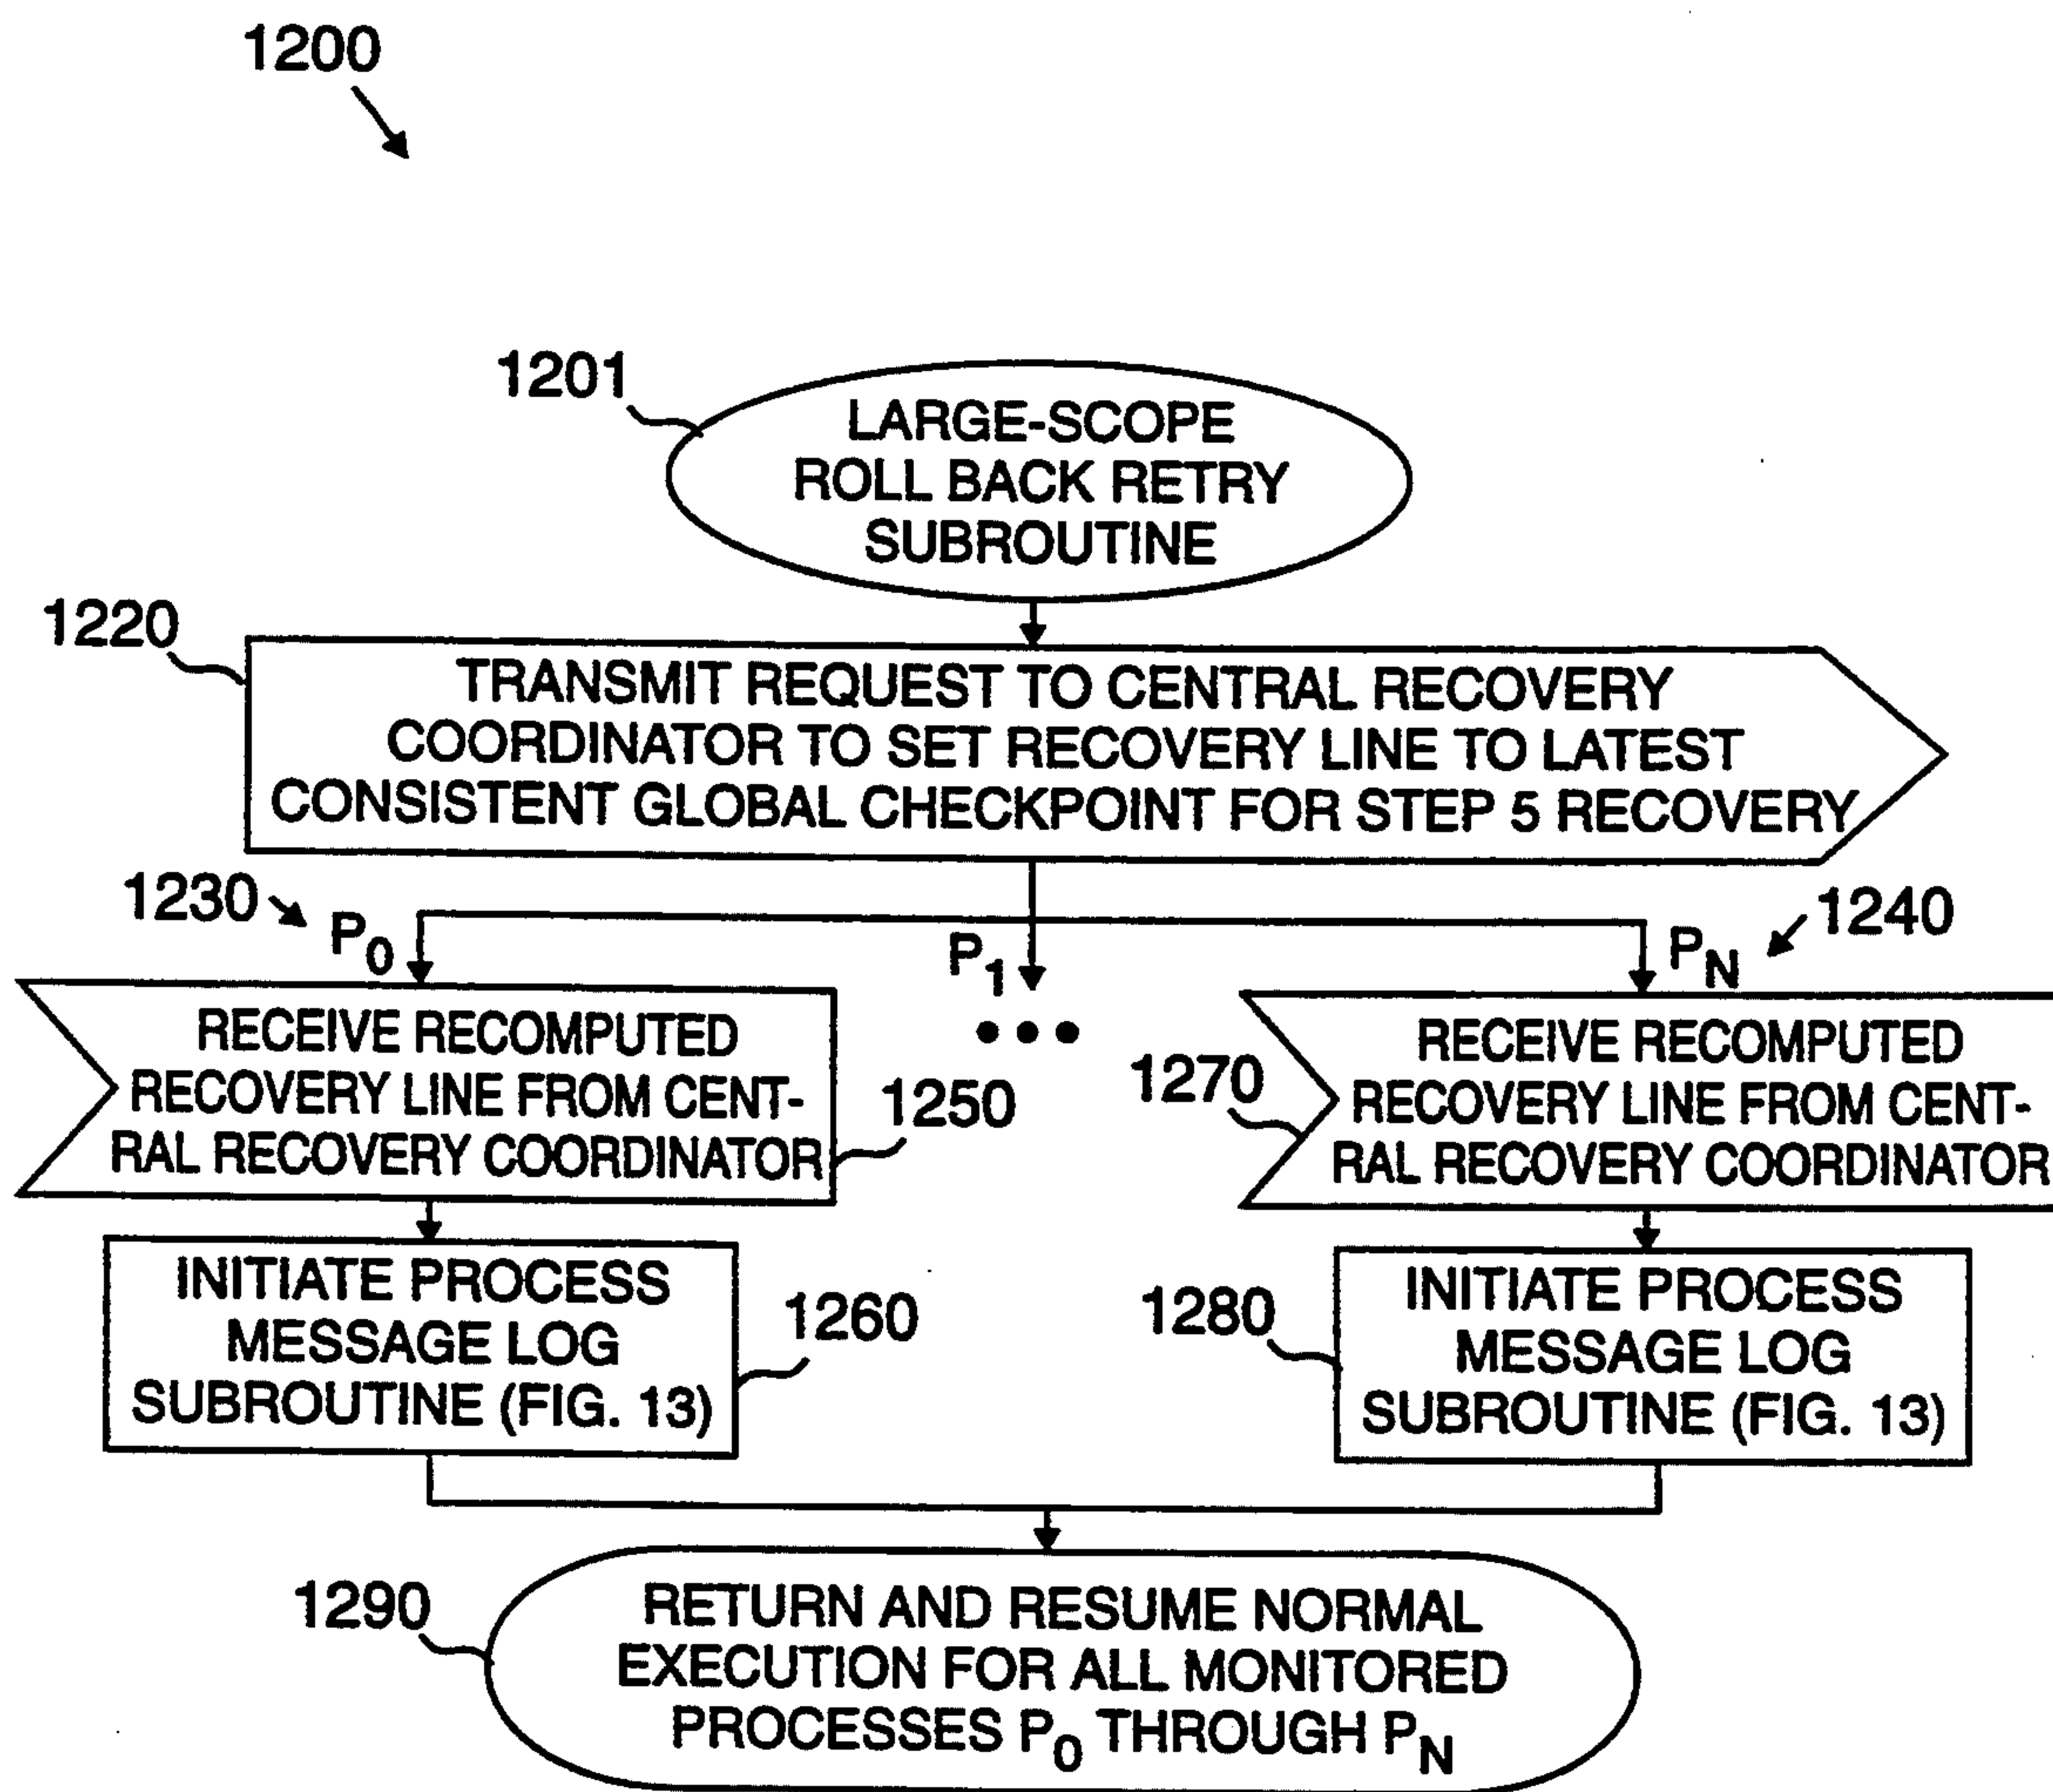 1200
1201
LARGE-SCOPE
ROLL BACK RETRY
SUBROUTINE
1220
TRANSMIT REQUEST TO CENTRAL RECOVERY
COORDINATOR TO SET RECOVERY LINE TO LATEST
CONSISTENT GLOBAL CHECKPOINT FOR STEP 5 RECOVERY
1230
P0
P1
PN
1240
RECEIVE RECOMPUTED
RECOVERY LINE FROM CENT-
RAL RECOVERY COORDINATOR
1250
• • •
1270
RECEIVE RECOMPUTED
RECOVERY LINE FROM CENT-
RAL RECOVERY COORDINATOR
INITIATE PROCESS
MESSAGE LOG
SUBROUTINE (FIG. 13)
1260
1280
INITIATE PROCESS
MESSAGE LOG
SUBROUTINE (FIG. 13)
1290
RETURN AND RESUME NORMAL
EXECUTION FOR ALL MONITORED
PROCESSES P0 THROUGH PN